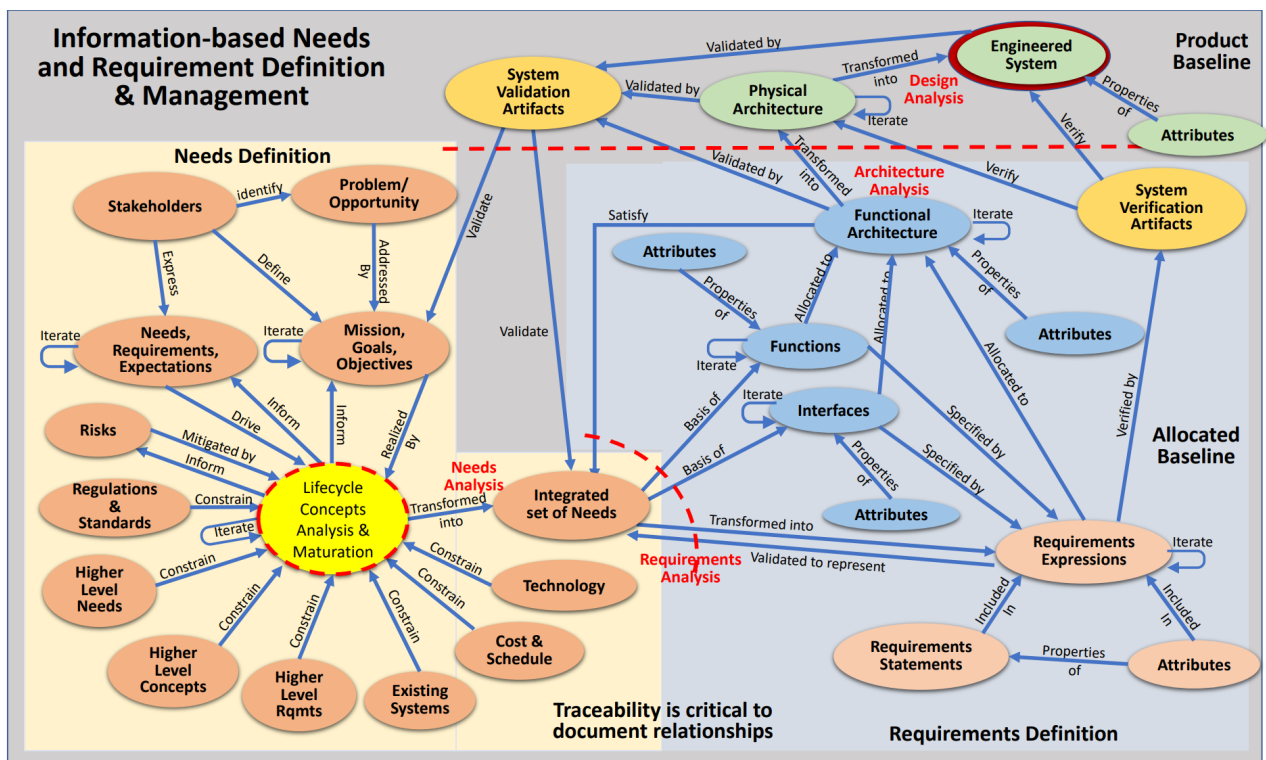 Information-based Needs
and Requirement Definition
& Management
System
Validation
Artifacts
Validated by
Validated by
Physical
Architecture
Transformed
into
Iterate
Design
Analysis
Engineered
System
Product
Baseline
Properties
of
Attributes
Needs Definition
Stakeholders
identify
Problem/
Opportunity
Express
Define
Addressed
By
Validate
Validate
Validated by
Transformed
into
Verify
Verify
Architecture
Analysis
System
Verification
Artifacts
Satisfy
Functional
Architecture
Iterate
Attributes
Properties
of
Allocated to
Allocated to
Properties
of
Attributes
Iterate
Needs,
Requirements,
Expectations
Iterate
Mission,
Goals,
Objectives
Functions
Iterate
Iterate
Interfaces
Allocated to
Verified by
Allocated
Baseline
Drive
Inform
Inform
Realized
By
Basis of
Basis of
Specified by
Specified by
Properties
of
Attributes
Risks
Mitigated by
Inform
Regulations
& Standards
Constrain
Iterate
Lifecycle
Concepts
Analysis &
Maturation
Needs
Analysis
Transformed
into
Integrated
set of Needs
Transformed into
Validated to represent
Requirements
Analysis
Requirements
Expressions
Iterate
Higher
Level
Needs
Constrain
Constrain
Technology
Constrain
Cost &
Schedule
Constrain
Higher
Level
Concepts
Constrain
Higher
Level
Rqmts
Constrain
Existing
Systems
Included
In
Included
In
Requirements
Statements
Properties
of
Attributes
Traceability is critical to
document relationships
Requirements Definition